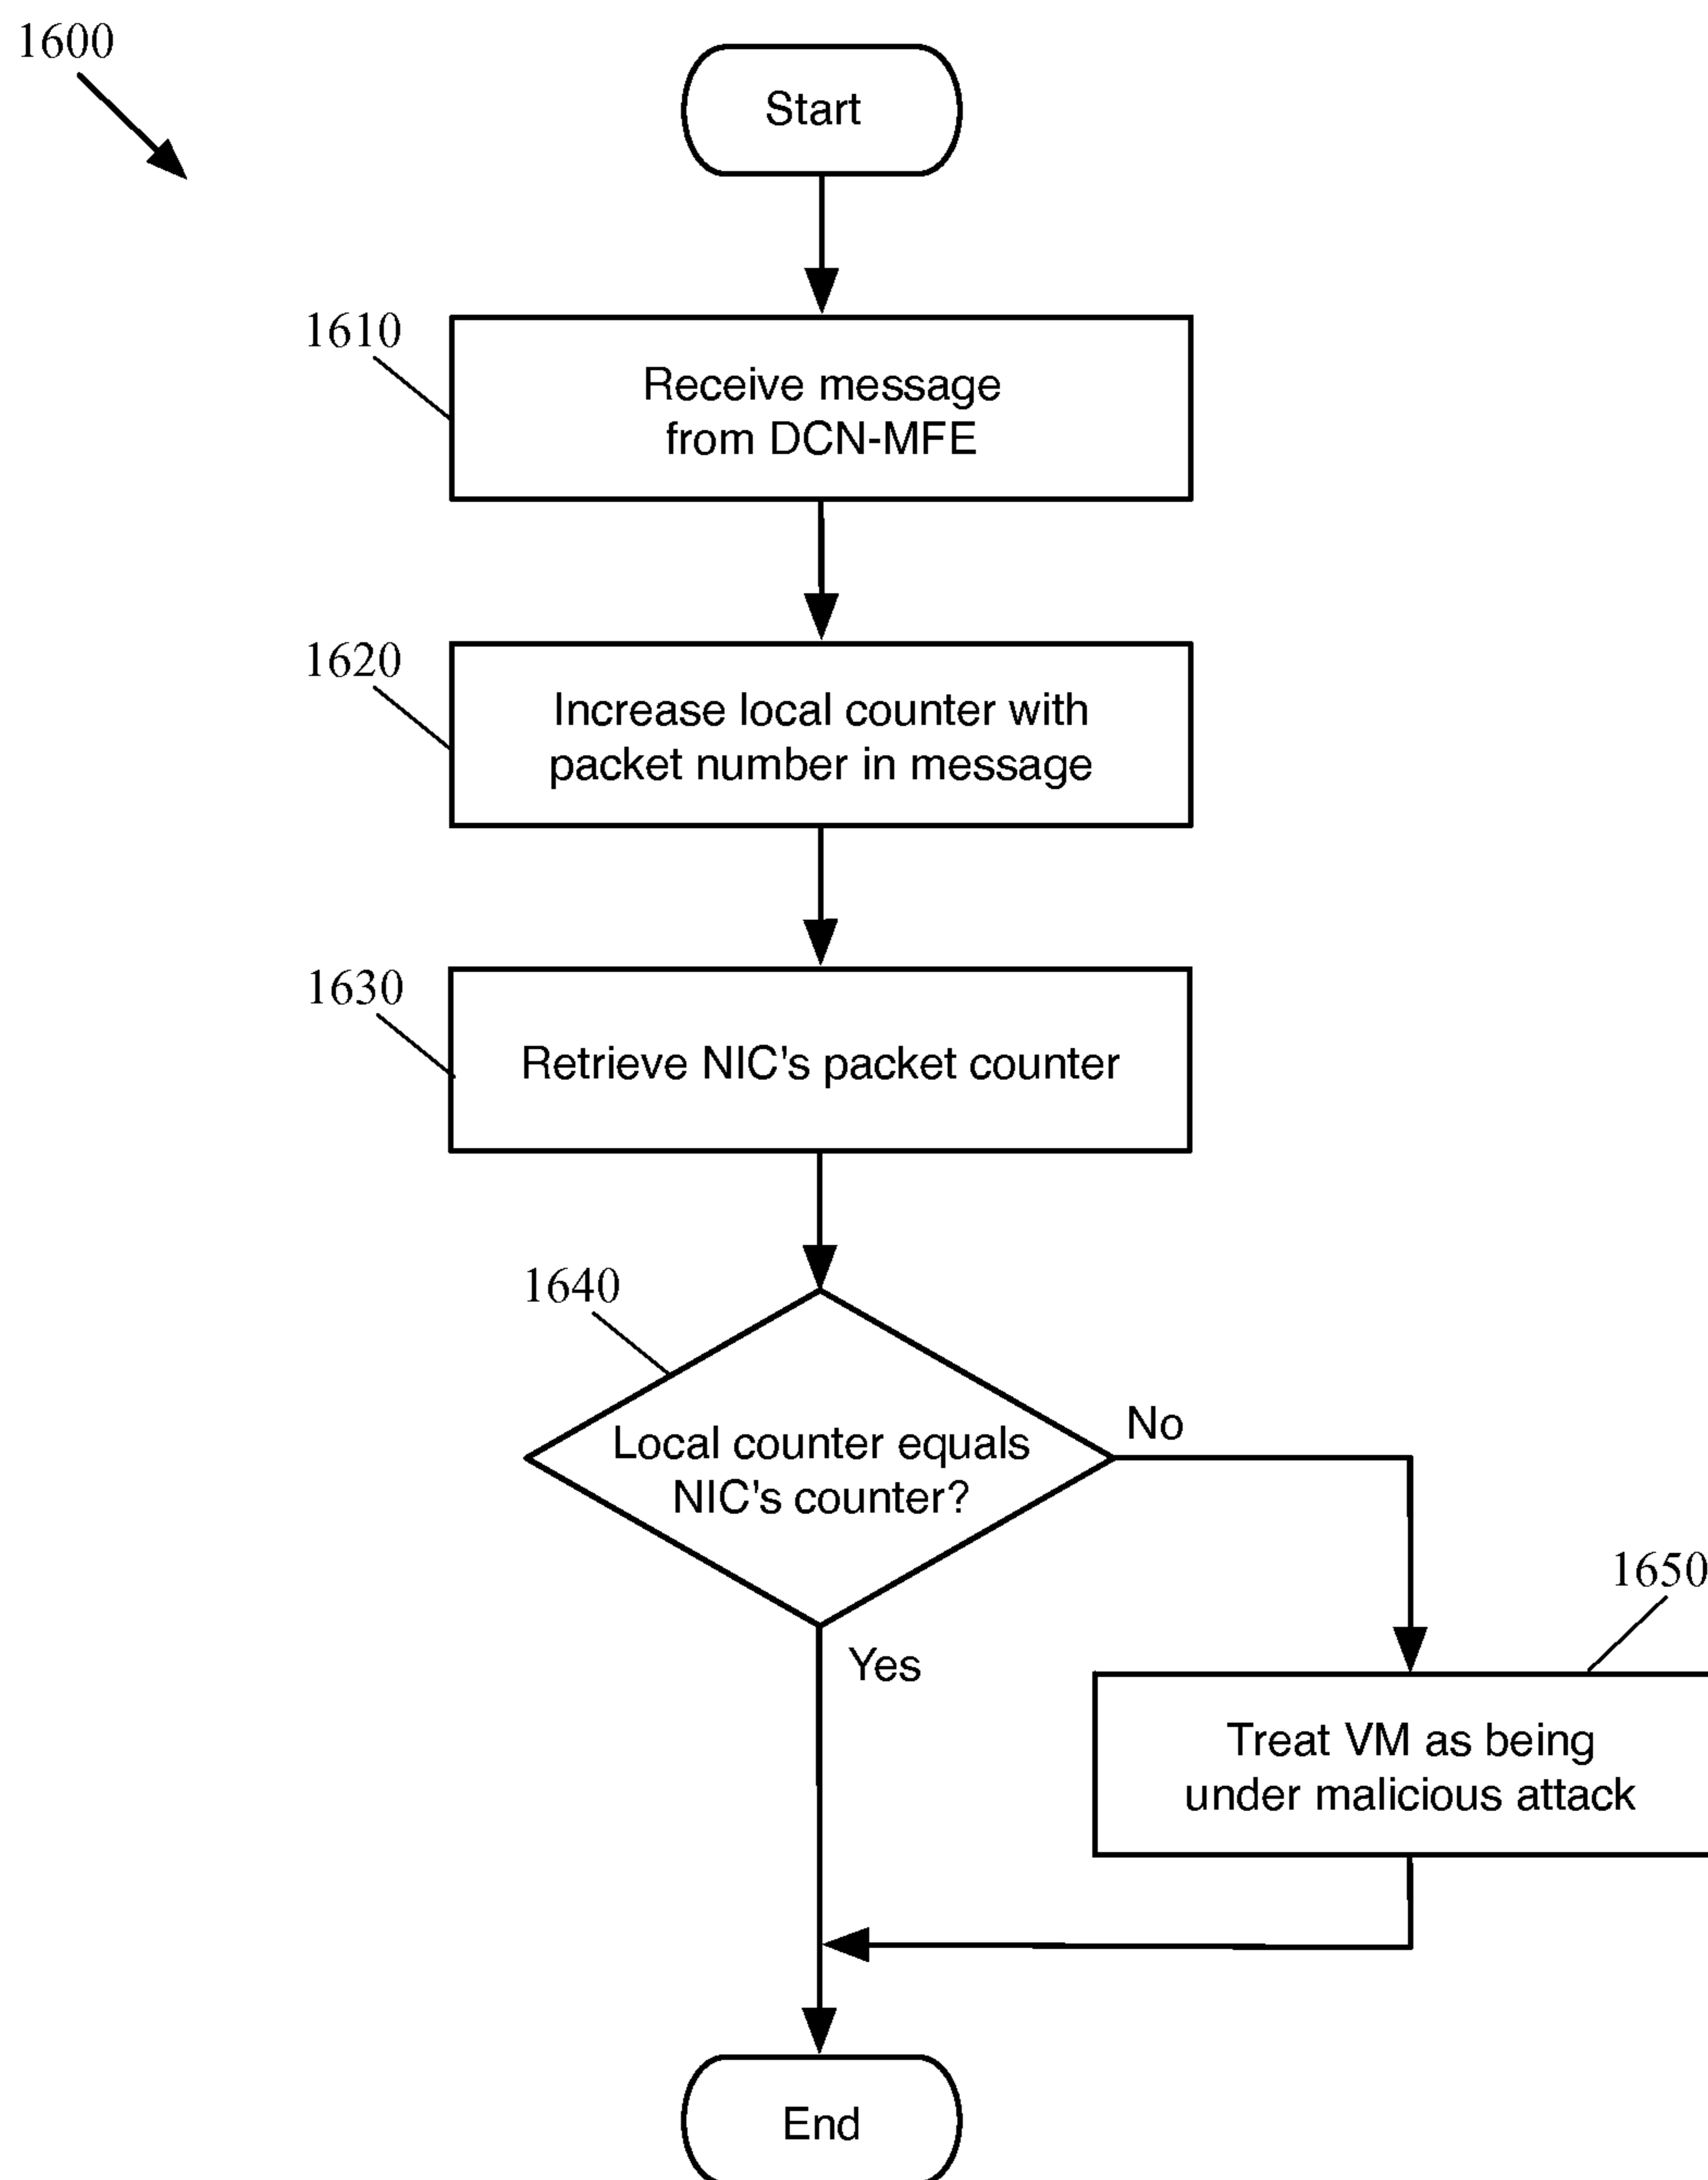 1600
Start
1610
Receive message
from DCN-MFE
1620
Increase local counter with
packet number in message
1630
Retrieve NIC's packet counter
1640
Local counter equals
NIC's counter?
No
Yes
1650
Treat VM as being
under malicious attack
End